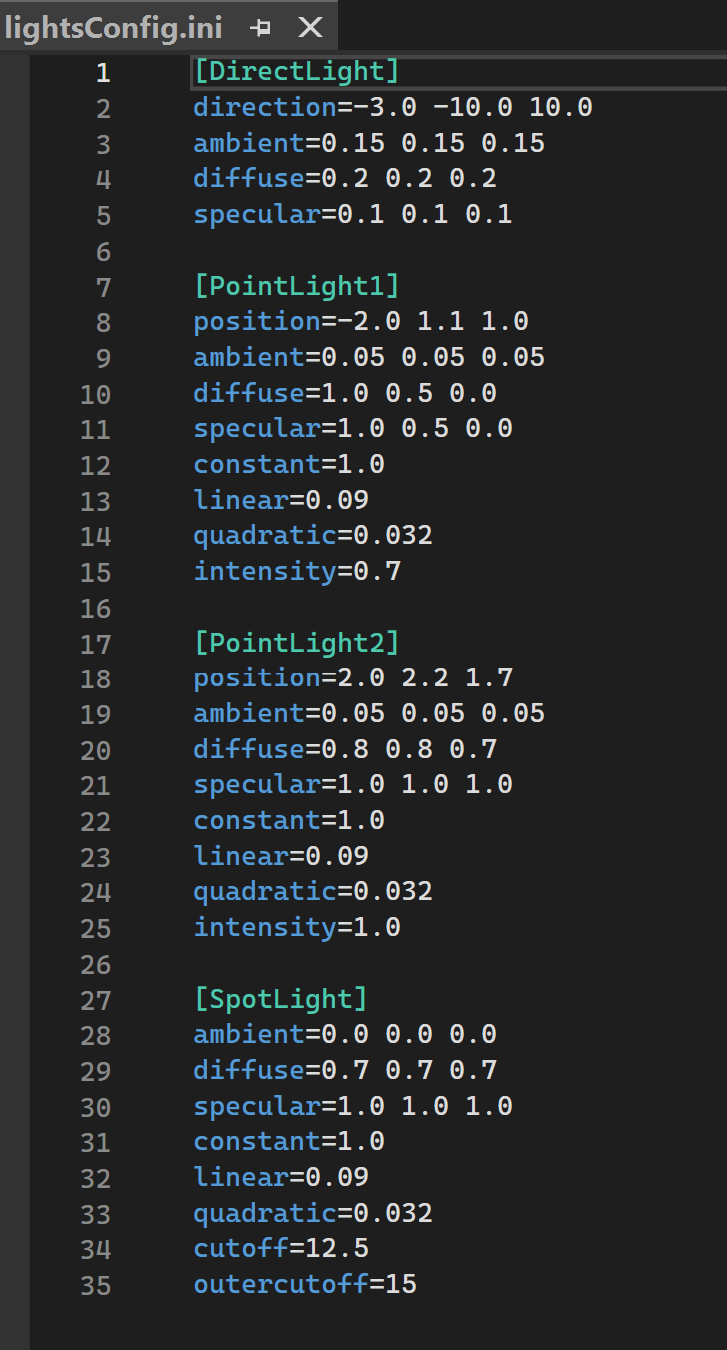 lightsConfig.ini
1 [DirectLight]
2 direction=-3.0 -10.0 10.0
3 ambient=0.15 0.15 0.15
4 diffuse=0.2 0.2 0.2
5 specular=0.1 0.1 0.1
6
7 [PointLight1]
8 position=-2.0 1.1 1.0
9 ambient=0.05 0.05 0.05
10 diffuse=1.0 0.5 0.0
11 specular=1.0 0.5 0.0
12 constant=1.0
13 linear=0.09
14 quadratic=0.032
15 intensity=0.7
16
17 [PointLight2]
18 position=2.0 2.2 1.7
19 ambient=0.05 0.05 0.05
20 diffuse=0.8 0.8 0.7
21 specular=1.0 1.0 1.0
22 constant=1.0
23 linear=0.09
24 quadratic=0.032
25 intensity=1.0
26
27 [SpotLight]
28 ambient=0.0 0.0 0.0
29 diffuse=0.7 0.7 0.7
30 specular=1.0 1.0 1.0
31 constant=1.0
32 linear=0.09
33 quadratic=0.032
34 cutoff=12.5
35 outercutoff=15